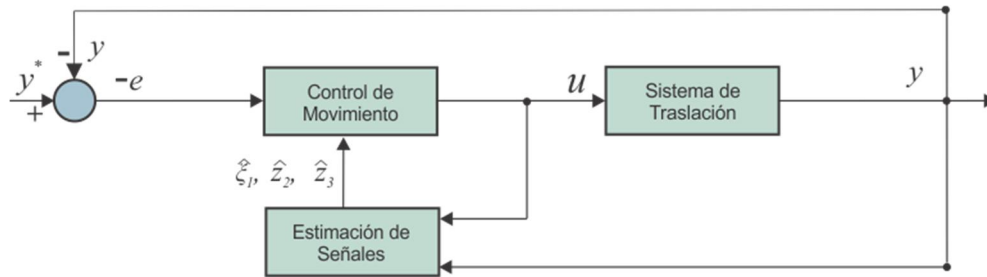 - y
y*
+
-e
Control de
Movimiento
u
Sistema de
Traslación
y
ξ̂₁, ẑ₂, ẑ₃
Estimación de
Señales